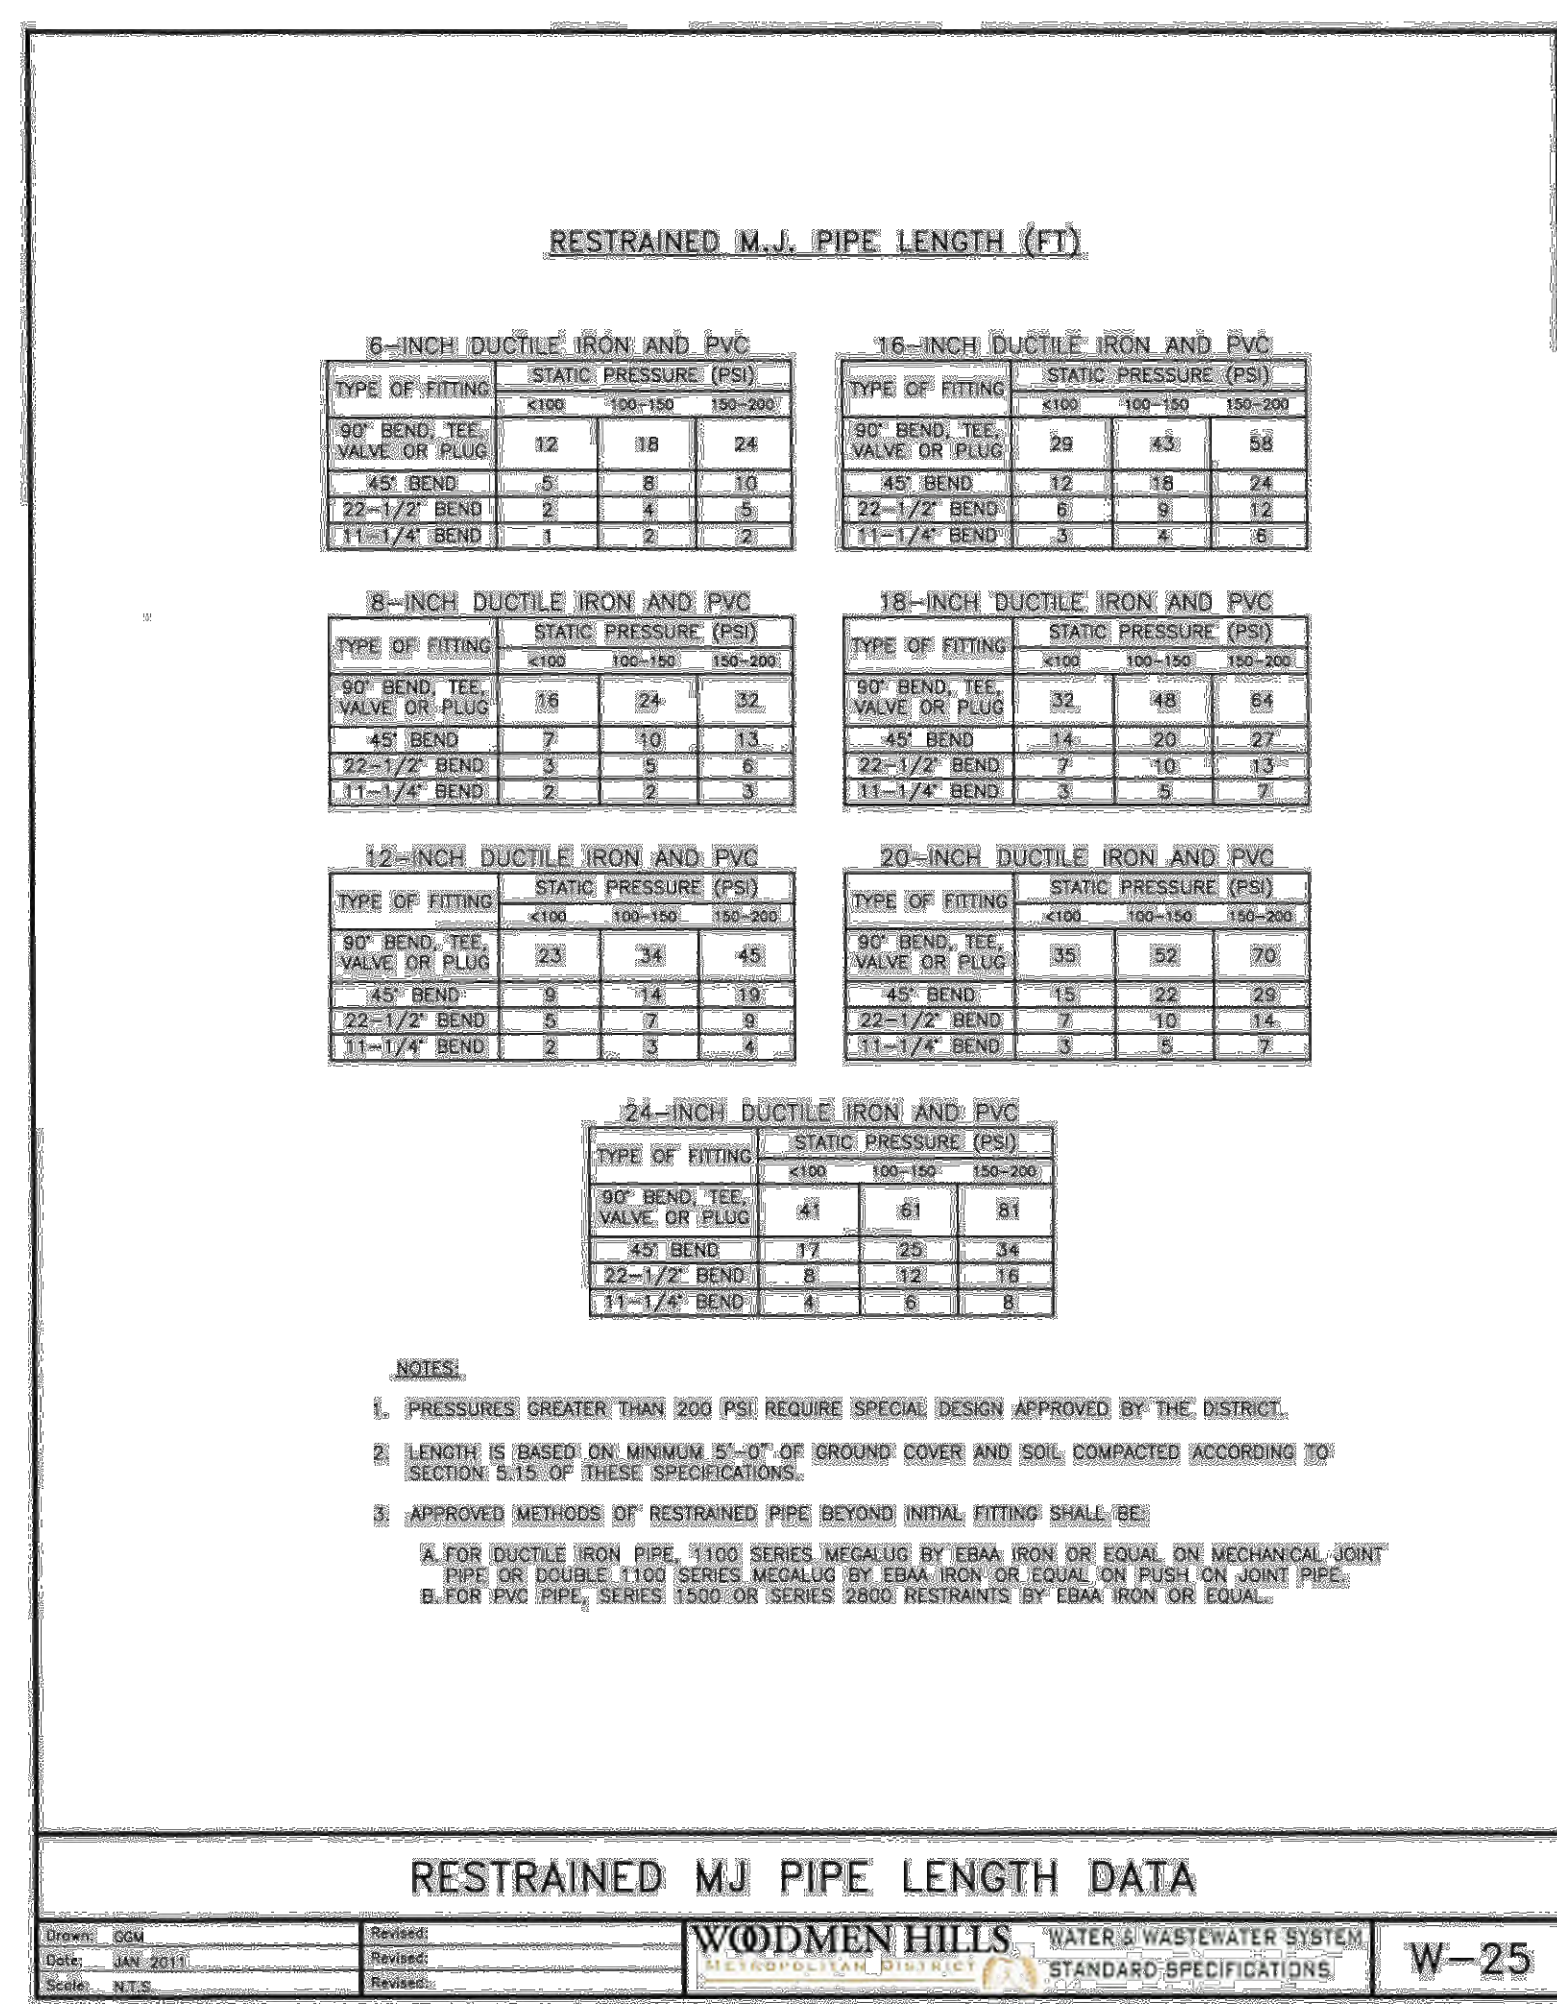 RESTRAINED M.J. PIPE LENGTH (FT)
6-INCH DUCTILE IRON AND PVC
TYPE OF FITTING STATIC PRESSURE (PSI)
<100 100-150 150-200
90° BEND, TEE, VALVE OR PLUG 12 18 24
45° BEND 5 8 10
22-1/2° BEND 2 4 5
11-1/4° BEND 1 2 2
16-INCH DUCTILE IRON AND PVC
TYPE OF FITTING STATIC PRESSURE (PSI)
<100 100-150 150-200
90° BEND, TEE, VALVE OR PLUG 29 43 58
45° BEND 12 18 24
22-1/2° BEND 6 9 12
11-1/4° BEND 3 4 6
8-INCH DUCTILE IRON AND PVC
TYPE OF FITTING STATIC PRESSURE (PSI)
<100 100-150 150-200
90° BEND, TEE, VALVE OR PLUG 16 24 32
45° BEND 7 10 13
22-1/2° BEND 3 5 6
11-1/4° BEND 2 2 3
18-INCH DUCTILE IRON AND PVC
TYPE OF FITTING STATIC PRESSURE (PSI)
<100 100-150 150-200
90° BEND, TEE, VALVE OR PLUG 32 48 64
45° BEND 14 20 27
22-1/2° BEND 7 10 13
11-1/4° BEND 3 5 7
12-INCH DUCTILE IRON AND PVC
TYPE OF FITTING STATIC PRESSURE (PSI)
<100 100-150 150-200
90° BEND, TEE, VALVE OR PLUG 23 34 45
45° BEND 9 14 19
22-1/2° BEND 5 7 9
11-1/4° BEND 2 3 4
20-INCH DUCTILE IRON AND PVC
TYPE OF FITTING STATIC PRESSURE (PSI)
<100 100-150 150-200
90° BEND, TEE, VALVE OR PLUG 35 52 70
45° BEND 15 22 29
22-1/2° BEND 7 10 14
11-1/4° BEND 3 5 7
24-INCH DUCTILE IRON AND PVC
TYPE OF FITTING STATIC PRESSURE (PSI)
<100 100-150 150-200
90° BEND, TEE, VALVE OR PLUG 41 61 81
45° BEND 17 25 34
22-1/2° BEND 8 12 16
11-1/4° BEND 4 6 8
NOTES:
1. PRESSURES GREATER THAN 200 PSI REQUIRE SPECIAL DESIGN APPROVED BY THE DISTRICT.
2. LENGTH IS BASED ON MINIMUM 5'-0" OF GROUND COVER AND SOIL COMPACTED ACCORDING TO
SECTION 5.15 OF THESE SPECIFICATIONS.
3. APPROVED METHODS OF RESTRAINED PIPE BEYOND INITIAL FITTING SHALL BE:
A. FOR DUCTILE IRON PIPE, 1100 SERIES MEGALUG BY EBAA IRON OR EQUAL ON MECHANICAL JOINT
PIPE OR DOUBLE 1100 SERIES MEGALUG BY EBAA IRON OR EQUAL ON PUSH ON JOINT PIPE.
B. FOR PVC PIPE, SERIES 1500 OR SERIES 2800 RESTRAINTS BY EBAA IRON OR EQUAL.
RESTRAINED MJ PIPE LENGTH DATA
Drawn: GGM
Date: JAN 2011
Scale: N.T.S.
Revised:
Revised:
Revised:
WOODMEN HILLS
METROPOLITAN DISTRICT
WATER & WASTEWATER SYSTEM
STANDARD SPECIFICATIONS
W-25